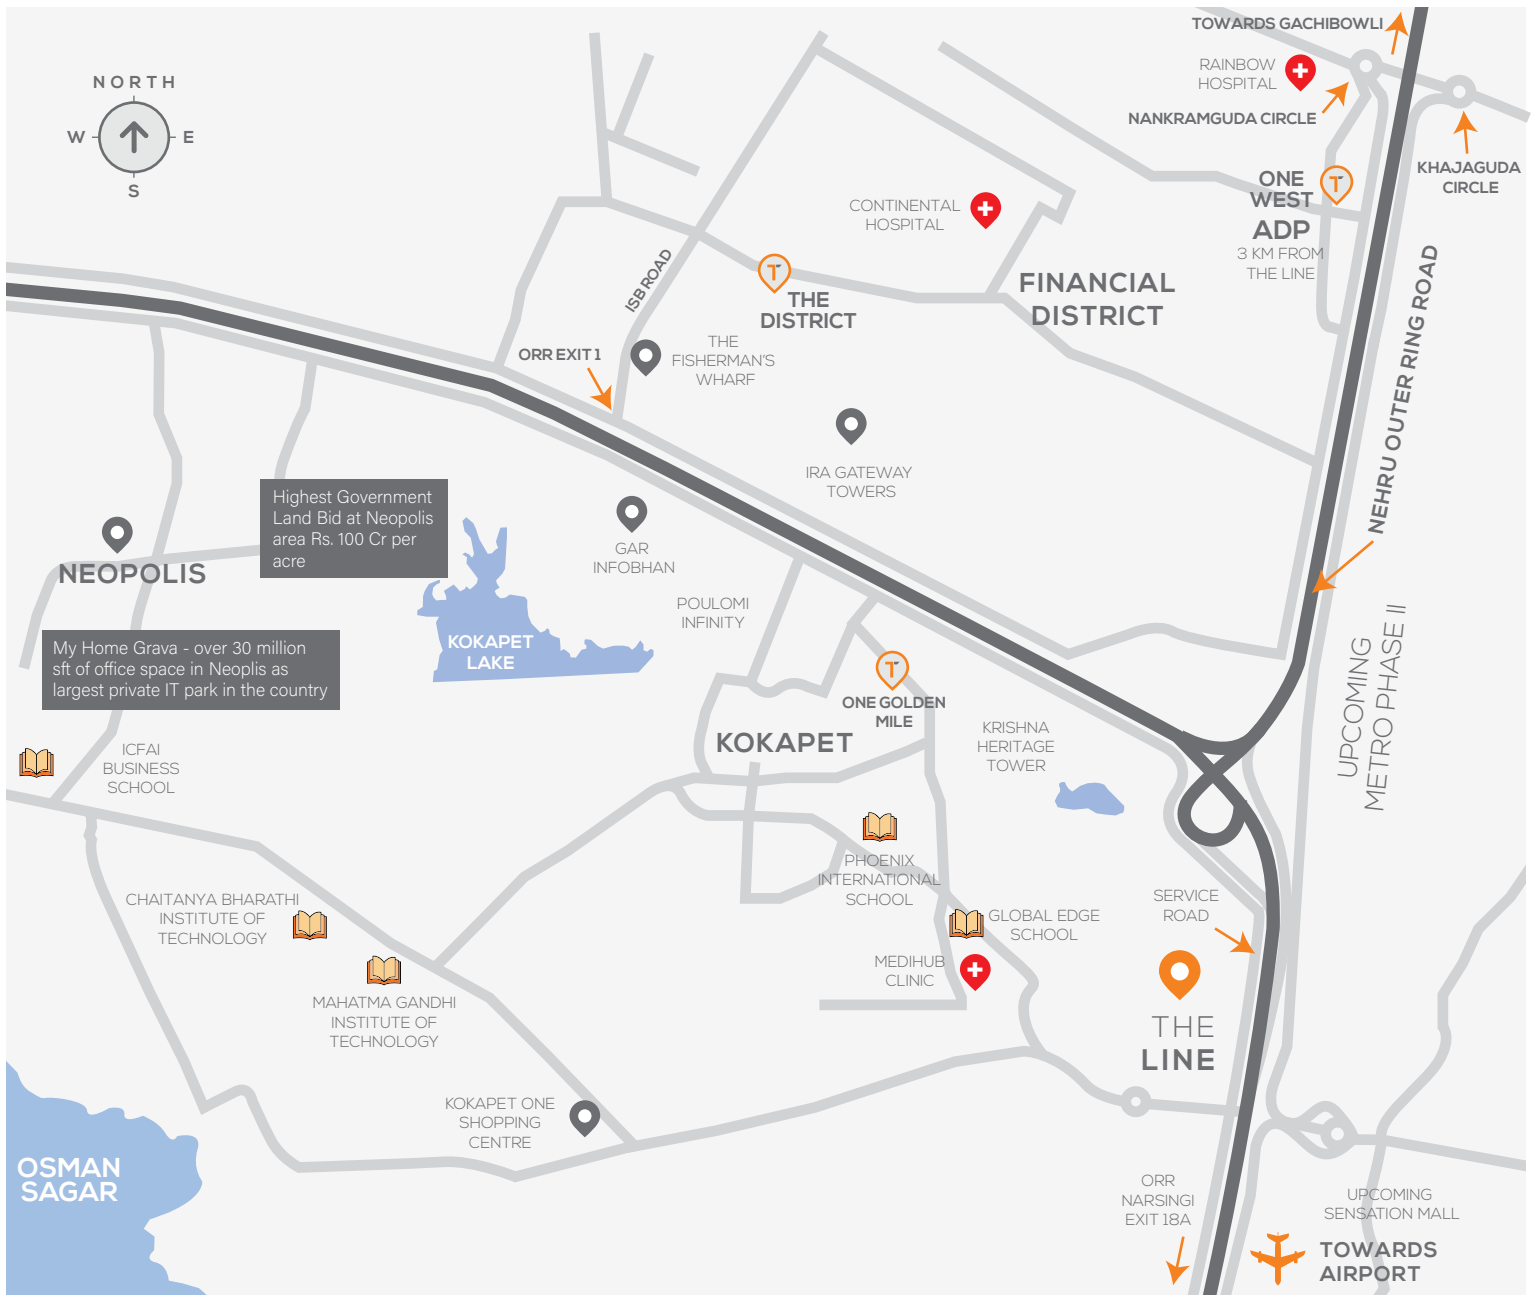 TOWARDS GACHIBOWLI
RAINBOW
HOSPITAL
NORTH
W
E
S
NANKRAMGUDA CIRCLE
KHAJAGUDA
CIRCLE
ONE
WEST
ADP
3 KM FROM
THE LINE
CONTINENTAL
HOSPITAL
FINANCIAL
DISTRICT
ISB ROAD
THE
DISTRICT
NEHRU OUTER RING ROAD
ORR EXIT 1
THE
FISHERMAN'S
WHARF
IRA GATEWAY
TOWERS
Highest Government
Land Bid at Neopolis
area Rs. 100 Cr per
acre
GAR
INFOBHAN
NEOPOLIS
POULOMI
INFINITY
KOKAPET
LAKE
My Home Grava - over 30 million
sft of office space in Neoplis as
largest private IT park in the country
UPCOMING
METRO PHASE II
ONE GOLDEN
MILE
KOKAPET
KRISHNA
HERITAGE
TOWER
ICFAI
BUSINESS
SCHOOL
PHOENIX
INTERNATIONAL
SCHOOL
CHAITANYA BHARATHI
INSTITUTE OF
TECHNOLOGY
SERVICE
ROAD
GLOBAL EDGE
SCHOOL
MEDIHUB
CLINIC
MAHATMA GANDHI
INSTITUTE OF
TECHNOLOGY
THE
LINE
KOKAPET ONE
SHOPPING
CENTRE
OSMAN
SAGAR
ORR
NARSINGI
EXIT 18A
UPCOMING
SENSATION MALL
TOWARDS
AIRPORT